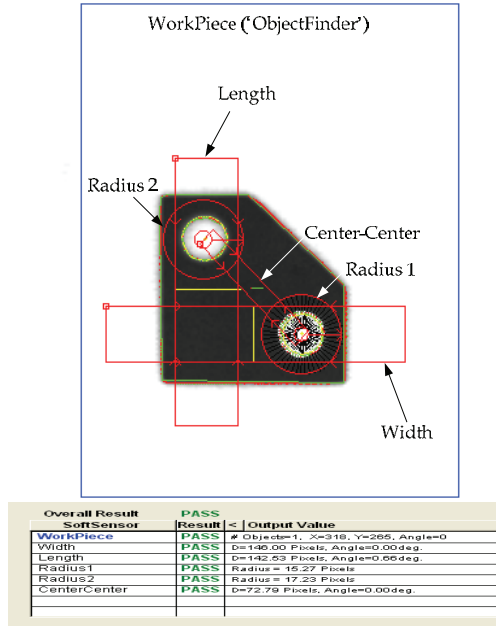 WorkPiece ('ObjectFinder')
Length
Radius 2
Center-Center
Radius 1
Width
Overall Result PASS
SoftSensor Result < Output Value
WorkPiece PASS # Objects=1, X=318, Y=265, Angle=0
Width PASS D=146.00 Pixels, Angle=0.00deg.
Length PASS D=142.53 Pixels, Angle=0.66deg.
Radius1 PASS Radius = 15.27 Pixels
Radius2 PASS Radius = 17.23 Pixels
CenterCenter PASS D=72.79 Pixels, Angle=0.00deg.